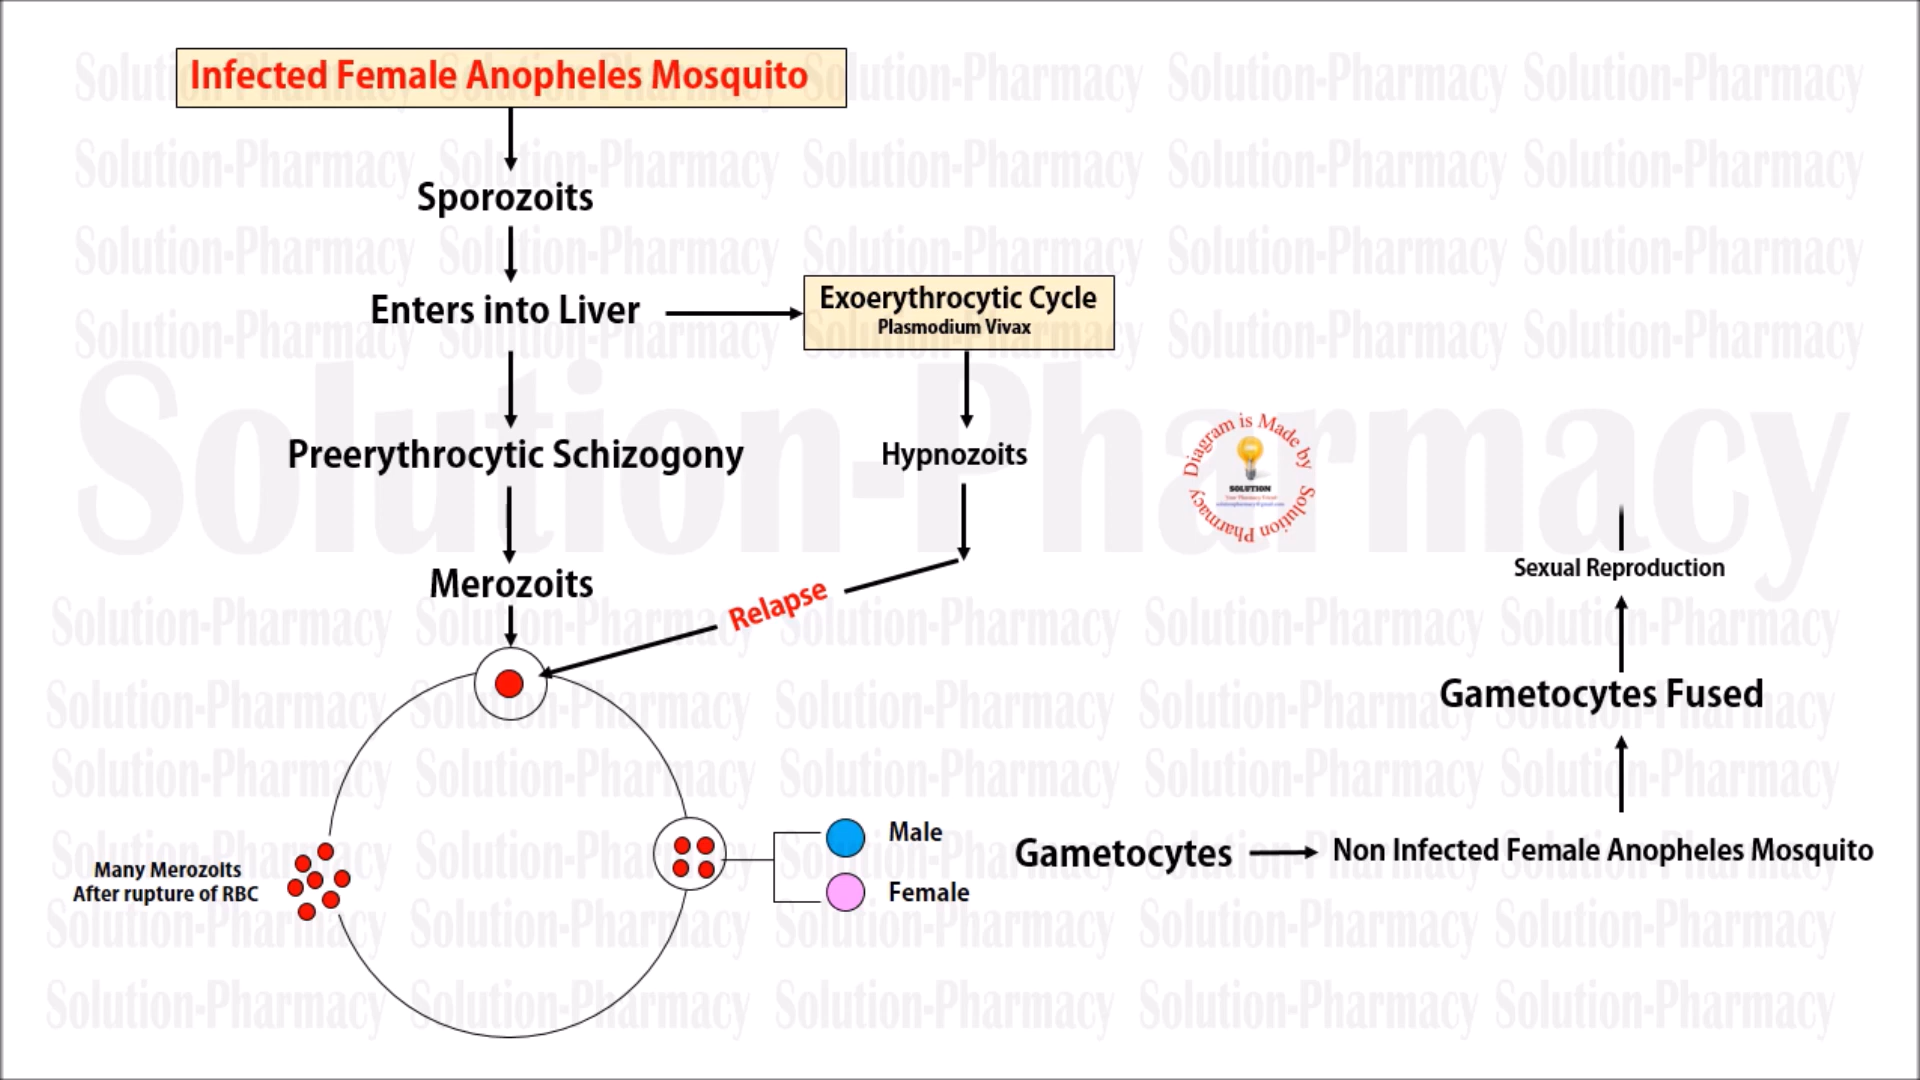 Infected Female Anopheles Mosquito
Sporozoits
Enters into Liver
Exoerythrocytic Cycle
Plasmodium Vivax
Preerythrocytic Schizogony
Hypnozoits
Merozoits
Relapse
Many Merozoits
After rupture of RBC
Male
Female
Gametocytes
Non Infected Female Anopheles Mosquito
Gametocytes Fused
Sexual Reproduction
Diagram is Made by
Solution Pharmacy
SOLUTION
Solution-Pharmacy